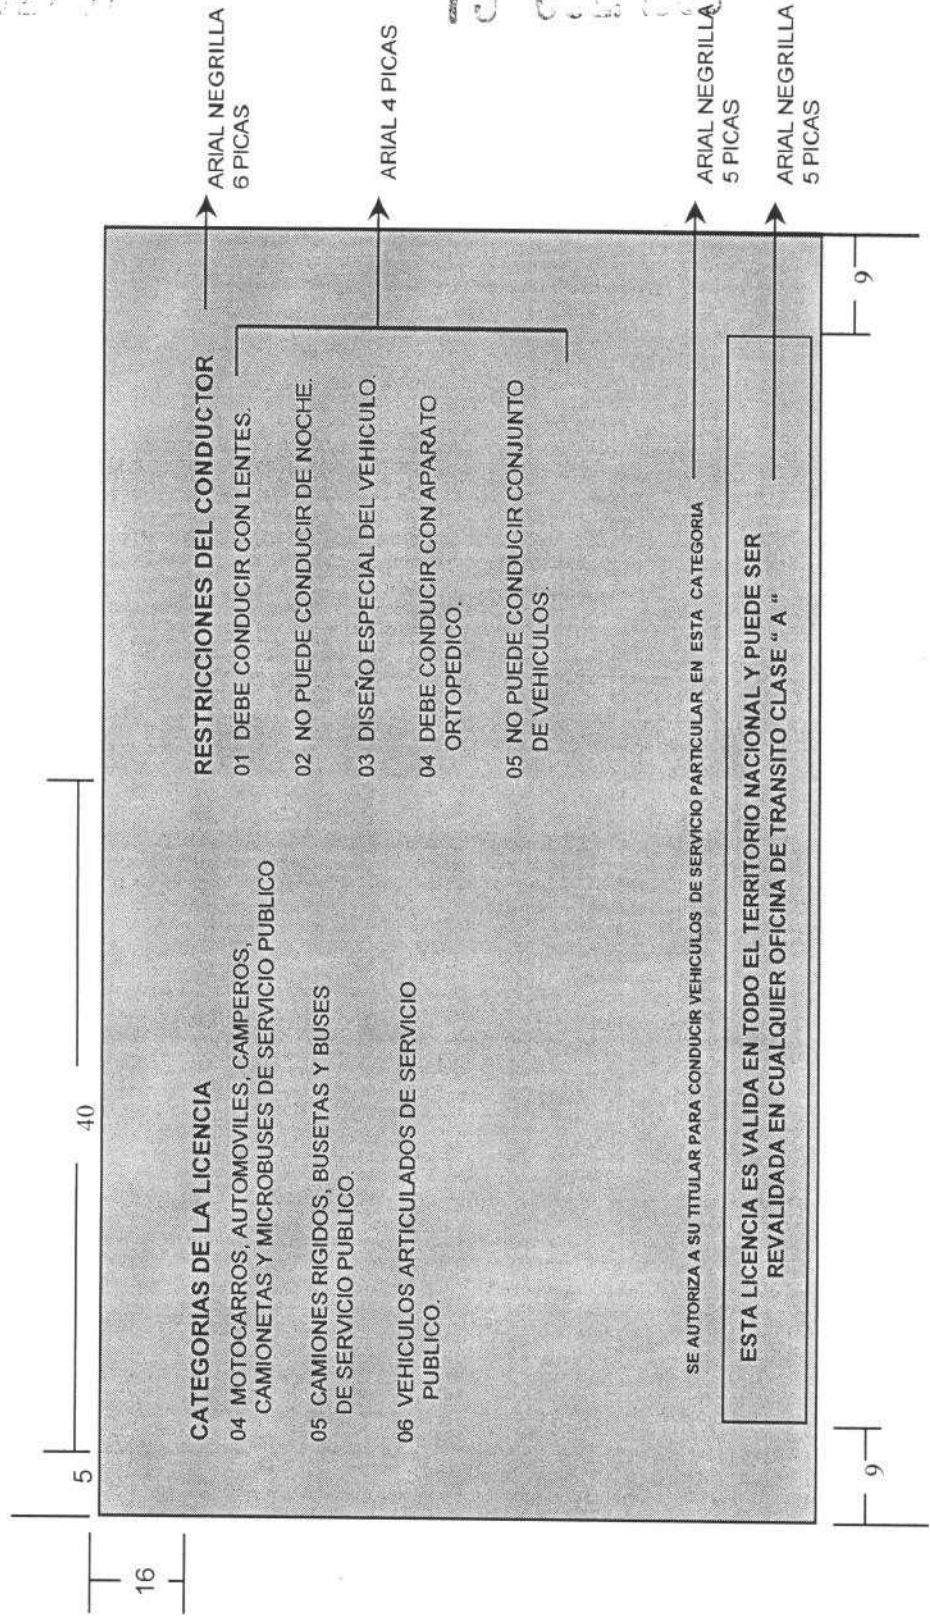 5
40
16
CATEGORIAS DE LA LICENCIA
04 MOTOCARROS, AUTOMOVILES, CAMPEROS,
CAMIONETAS Y MICROBUSES DE SERVICIO PUBLICO
05 CAMIONES RIGIDOS, BUSETAS Y BUSES
DE SERVICIO PUBLICO.
06 VEHICULOS ARTICULADOS DE SERVICIO
PUBLICO.
RESTRICCIONES DEL CONDUCTOR
01 DEBE CONDUCIR CON LENTES.
02 NO PUEDE CONDUCIR DE NOCHE.
03 DISEÑO ESPECIAL DEL VEHICULO.
04 DEBE CONDUCIR CON APARATO
ORTOPEDICO.
05 NO PUEDE CONDUCIR CONJUNTO
DE VEHICULOS.
ARIAL NEGRILLA
6 PICAS
ARIAL 4 PICAS
SE AUTORIZA A SU TITULAR PARA CONDUCIR VEHICULOS DE SERVICIO PARTICULAR EN ESTA CATEGORIA
ARIAL NEGRILLA
5 PICAS
ESTA LICENCIA ES VALIDA EN TODO EL TERRITORIO NACIONAL Y PUEDE SER
REVALIDADA EN CUALQUIER OFICINA DE TRANSITO CLASE " A "
ARIAL NEGRILLA
5 PICAS
9
9